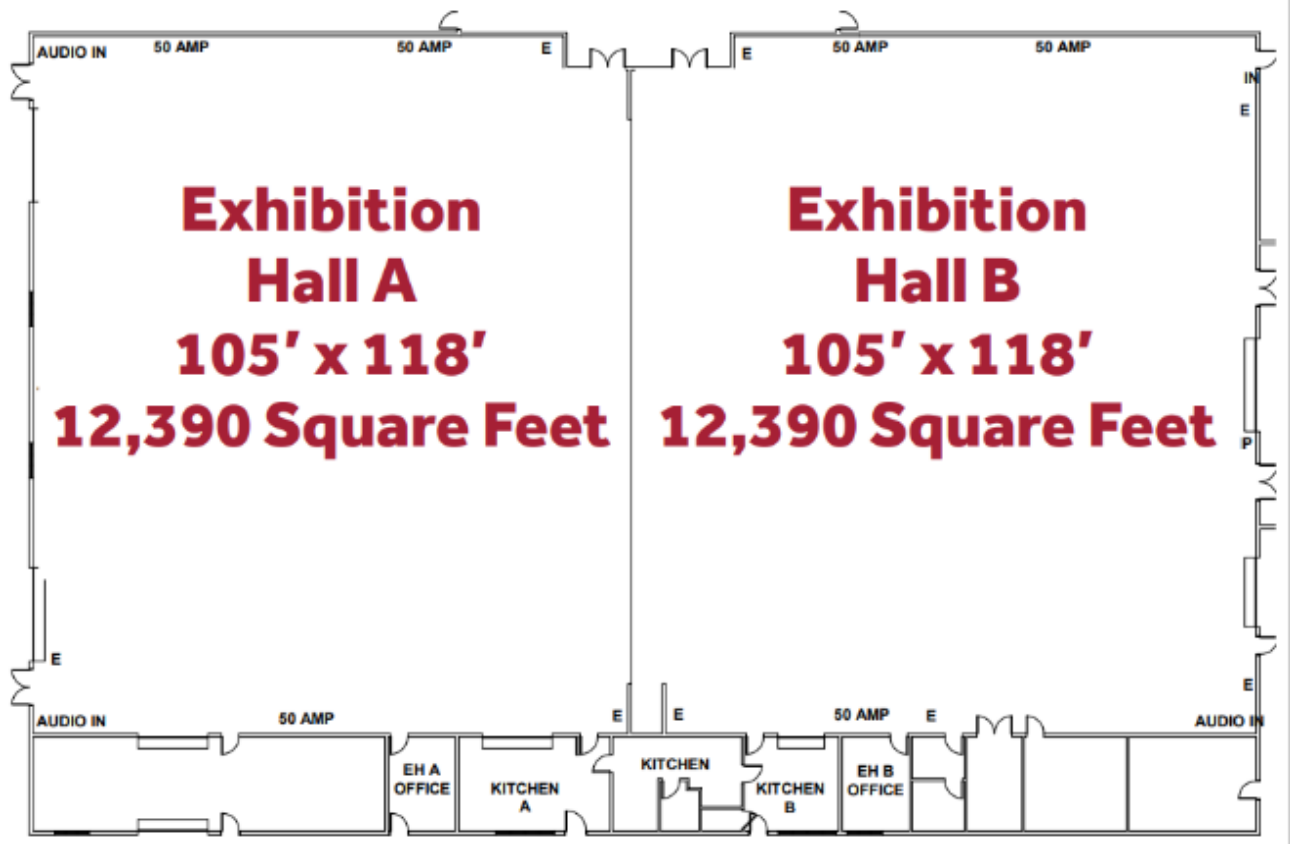 AUDIO IN
50 AMP
50 AMP
E
E
50 AMP
50 AMP
IN
E
Exhibition
Hall A
105′ x 118′
12,390 Square Feet
Exhibition
Hall B
105′ x 118′
12,390 Square Feet
P
E
E
AUDIO IN
50 AMP
E
E
50 AMP
E
AUDIO IN
EH A
OFFICE
KITCHEN
A
KITCHEN
KITCHEN
B
EH B
OFFICE